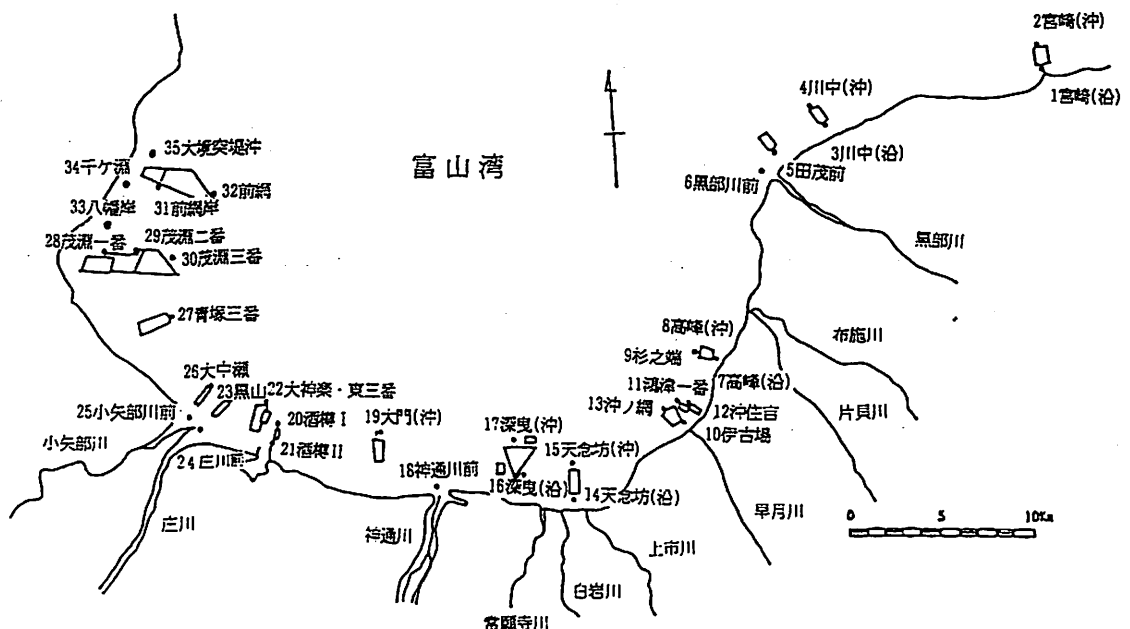 2宮崎(沖)
4川中(沖)
1宮崎(沿)
35大境突堤沖
富山湾
3川中(沿)
34千ケ淵
5田茂前
32前網
6黒部川前
33八幡岸
31前網岸
28茂淵一番
29茂淵二番
黒部川
30茂淵三番
27青塚三番
8高峰(沖)
布施川
9杉之端
26大中瀬
7高峰(沿)
23黒山
22大神楽・東三番
11鴻津一番
13沖ノ網
片貝川
25小矢部川前
20酒樽I
19大門(沖)
12沖住吉
17深曳(沖)
10伊古場
小矢部川
21酒樽II
15天念坊(沖)
24庄川前
18神通川前
16深曳(沿)
14天念坊(沿)
早月川
0 5 10Km
庄川
神通川
上市川
白岩川
常願寺川